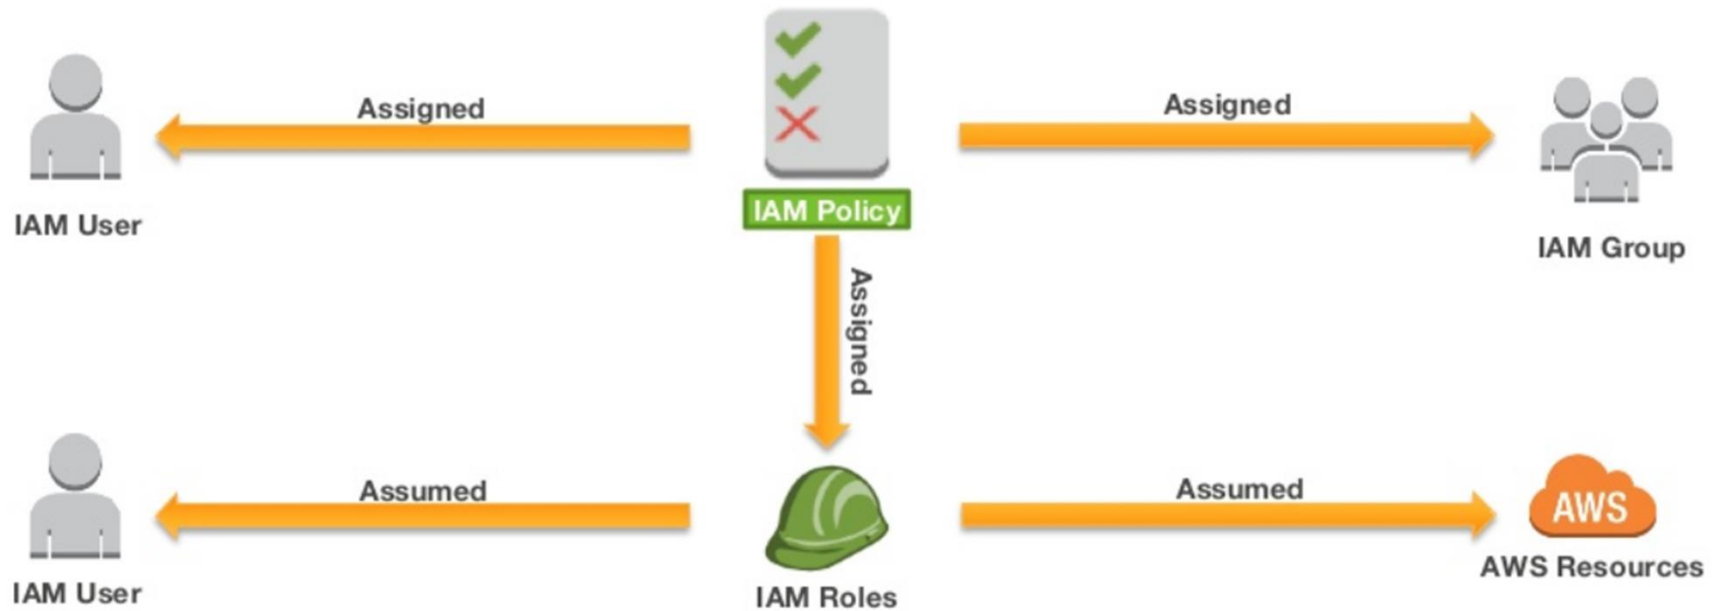 Assigned
Assigned
IAM User
IAM Policy
IAM Group
Assigned
Assumed
Assumed
AWS
IAM User
IAM Roles
AWS Resources